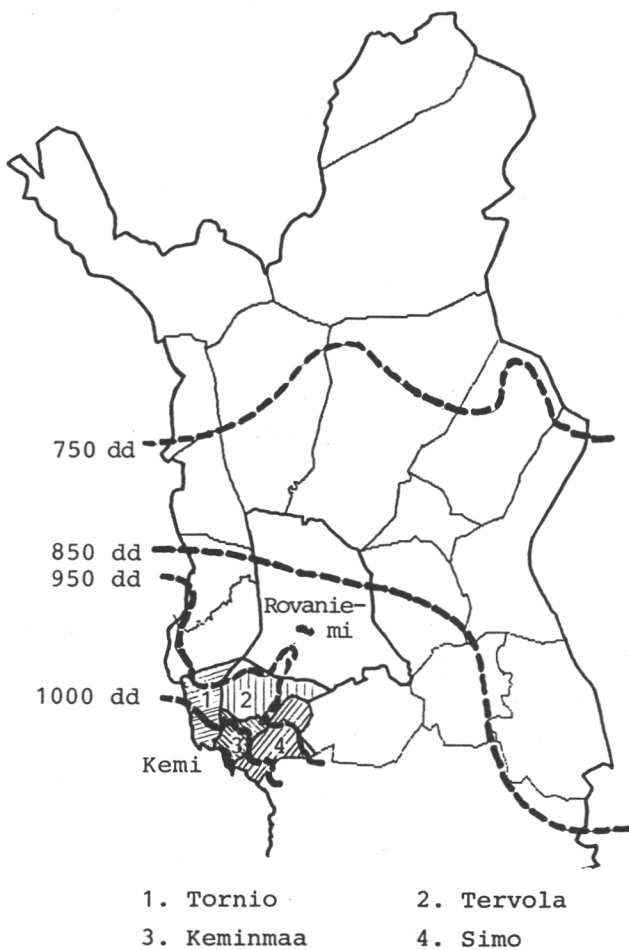 750 dd
850 dd
950 dd
Rovanie-
mi
1000 dd
1
2
3
4
Kemi
1. Tornio 2. Tervola
3. Keminmaa 4. Simo